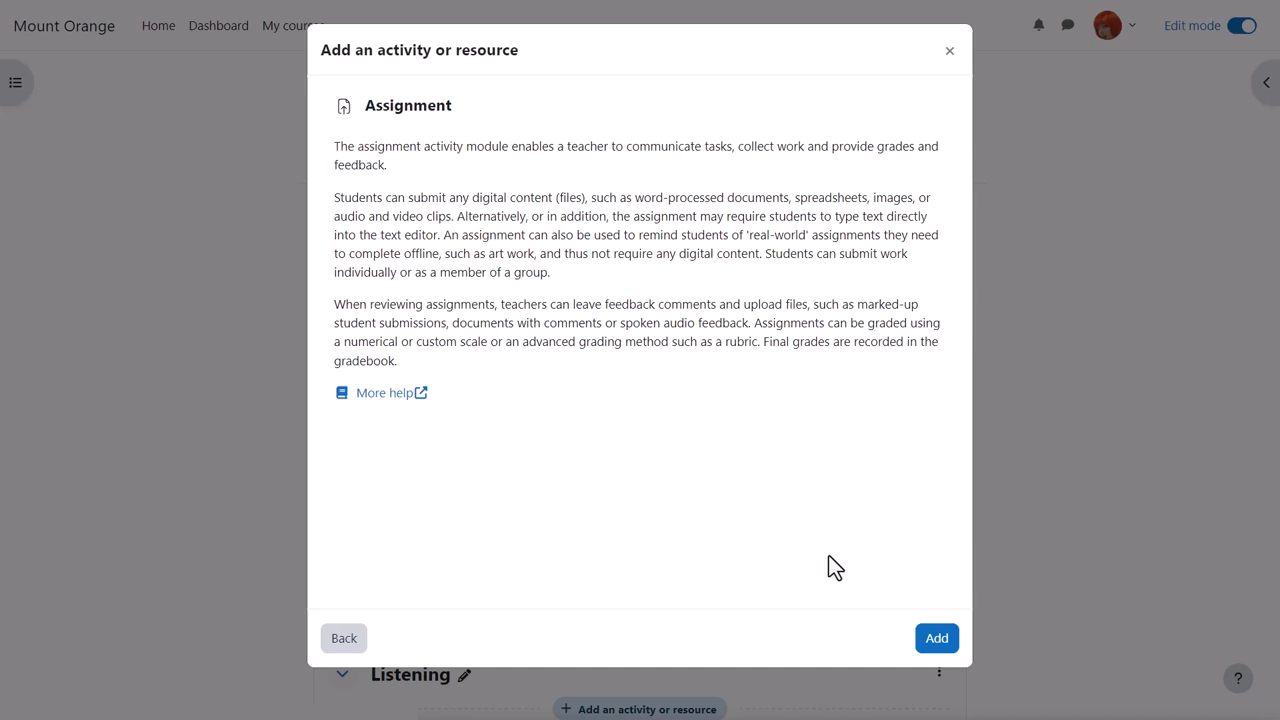 Mount Orange Home Dashboard My cour Edit mode
Add an activity or resource
Assignment
The assignment activity module enables a teacher to communicate tasks, collect work and provide grades and
feedback.
Students can submit any digital content (files), such as word-processed documents, spreadsheets, images, or
audio and video clips. Alternatively, or in addition, the assignment may require students to type text directly
into the text editor. An assignment can also be used to remind students of 'real-world' assignments they need
to complete offline, such as art work, and thus not require any digital content. Students can submit work
individually or as a member of a group.
When reviewing assignments, teachers can leave feedback comments and upload files, such as marked-up
student submissions, documents with comments or spoken audio feedback. Assignments can be graded using
a numerical or custom scale or an advanced grading method such as a rubric. Final grades are recorded in the
gradebook.
More help
Back Add
Listening
Add an activity or resource
?